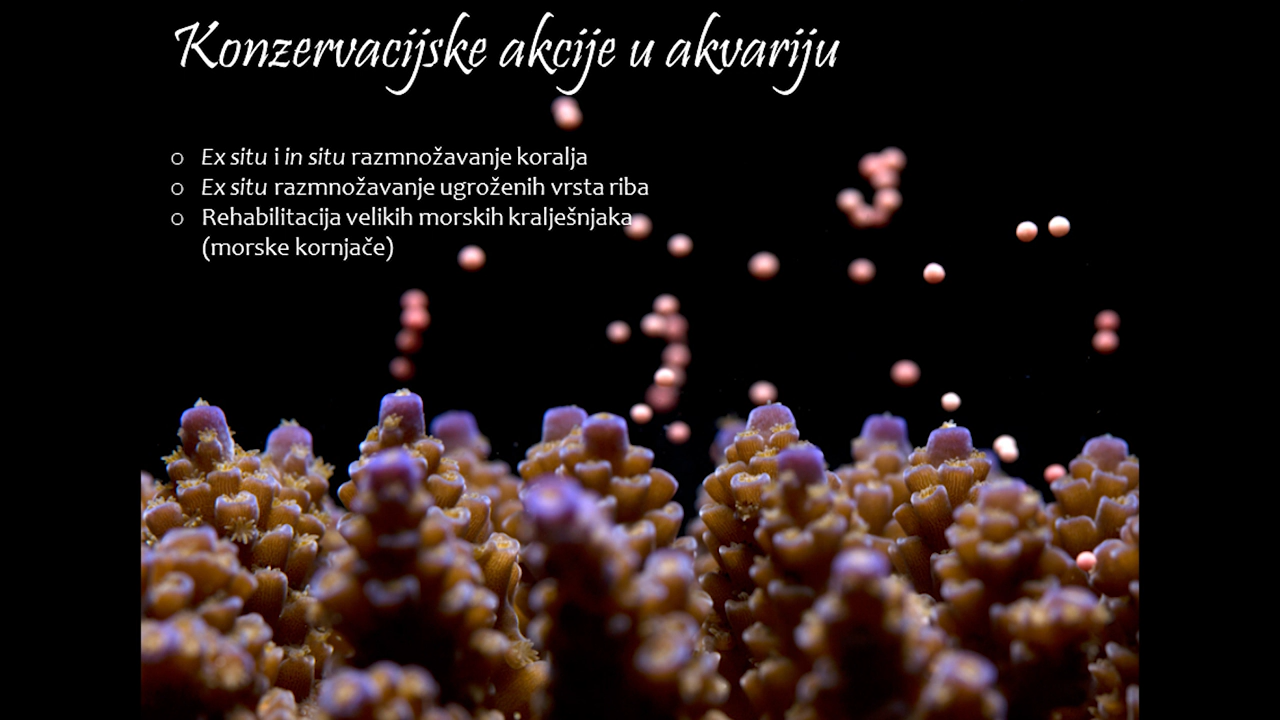 Konzervacijske akcije u akvariju
○ Ex situ i in situ razmnožavanje koralja
○ Ex situ razmnožavanje ugroženih vrsta riba
○ Rehabilitacija velikih morskih kralješnjaka
(morske kornjače)